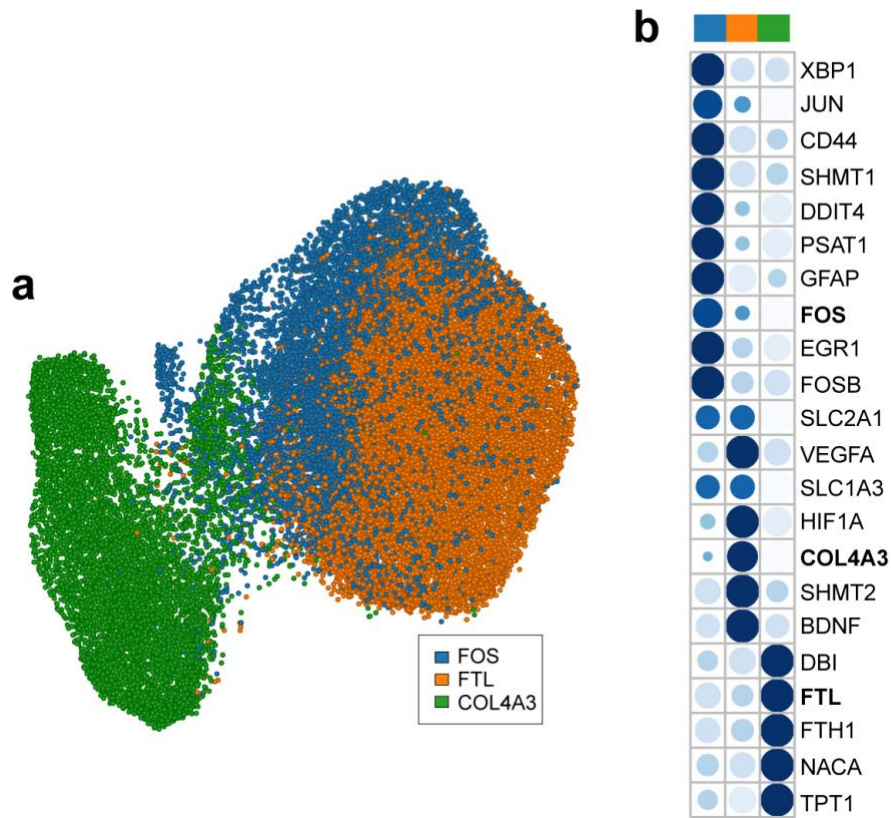 a
FOS
FTL
COL4A3
b
XBP1
JUN
CD44
SHMT1
DDIT4
PSAT1
GFAP
FOS
EGR1
FOSB
SLC2A1
VEGFA
SLC1A3
HIF1A
COL4A3
SHMT2
BDNF
DBI
FTL
FTH1
NACA
TPT1